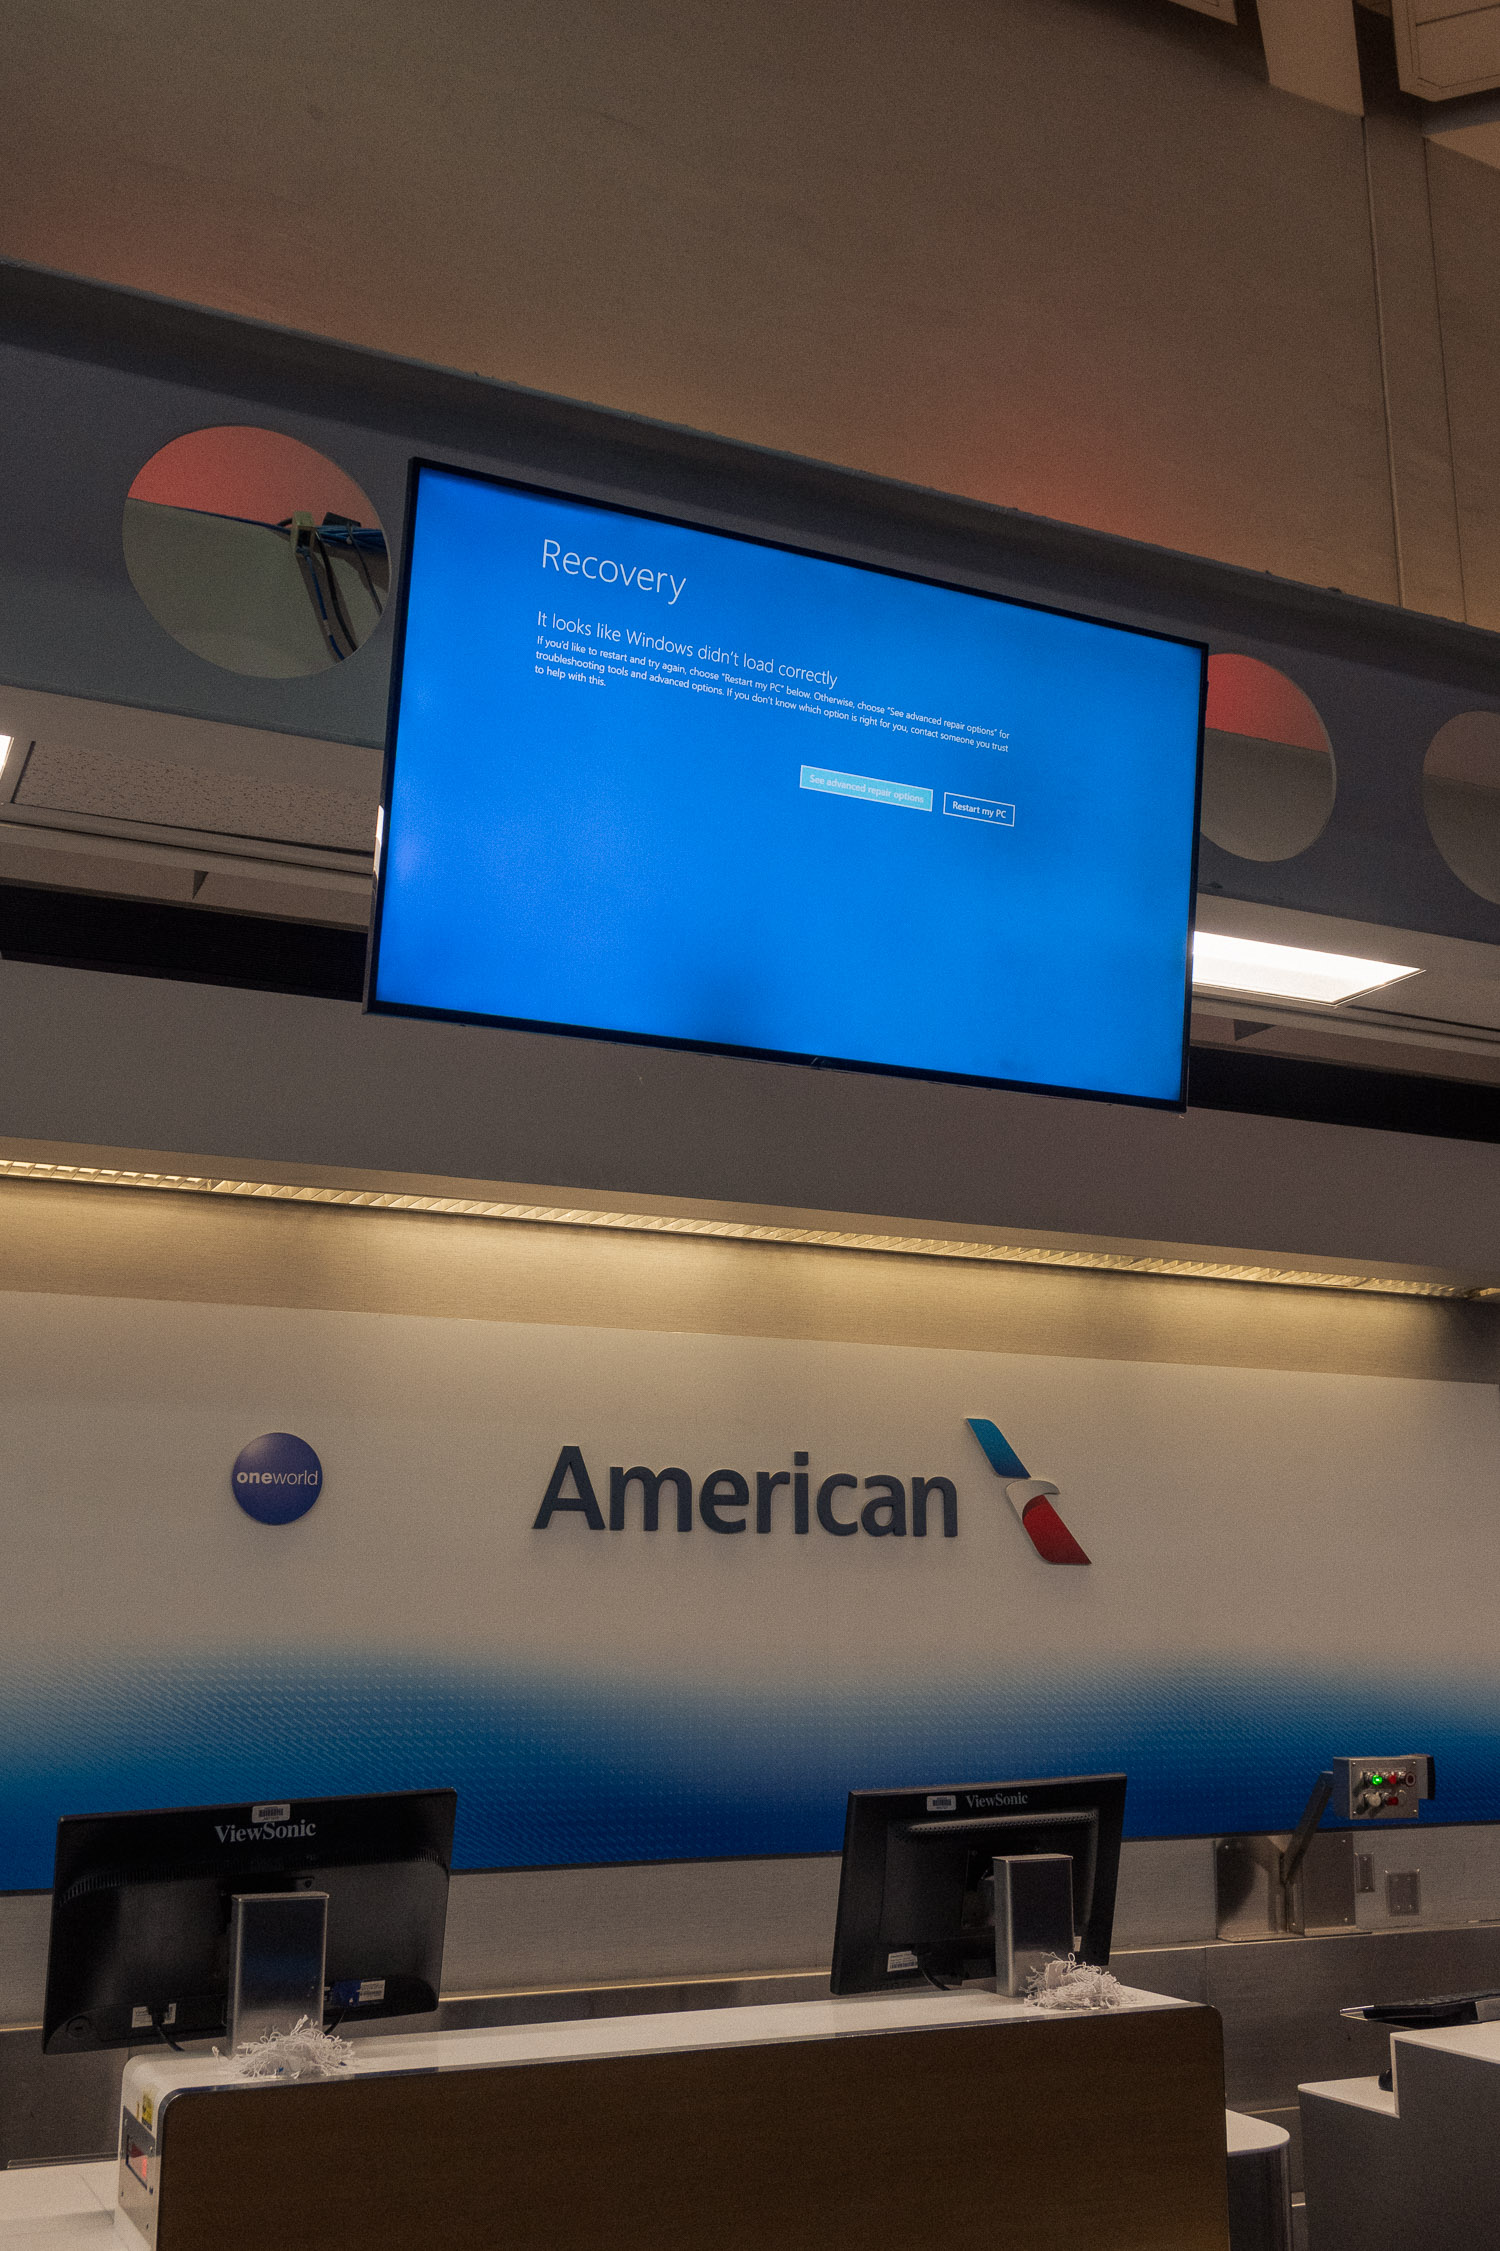 Recovery
It looks like Windows didn't load correctly
If you'd like to restart and try again, choose "Restart my PC" below. Otherwise, choose "See advanced repair options" for
troubleshooting tools and advanced options. If you don't know which option is right for you, contact someone you trust
to help with this.
See advanced repair options
Restart my PC
oneworld
American
ViewSonic
ViewSonic